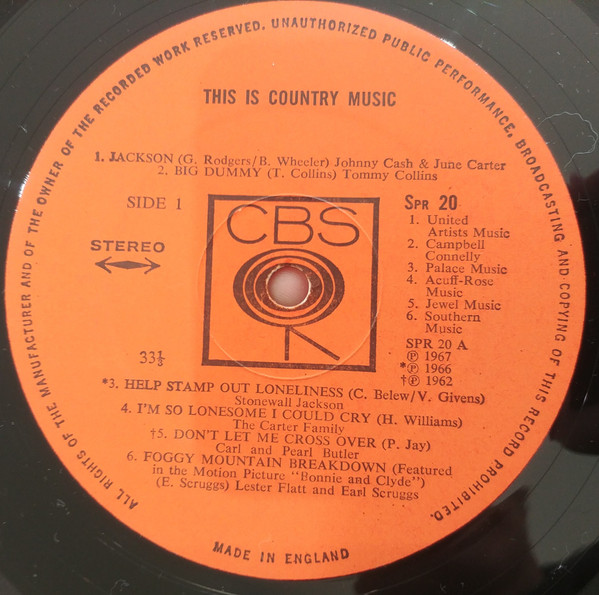 ALL RIGHTS OF THE MANUFACTURER AND OF THE OWNER OF THE RECORDED WORK RESERVED. UNAUTHORIZED PUBLIC PERFORMANCE, BROADCASTING AND COPYING OF THIS RECORD PROHIBITED.
THIS IS COUNTRY MUSIC
1. JACKSON (G. Rodgers/B. Wheeler) Johnny Cash & June Carter
2. BIG DUMMY (T. Collins) Tommy Collins
SIDE 1
STEREO
33⅓
CBS
SPR 20
1. United
Artists Music
2. Campbell
Connelly
3. Palace Music
4. Acuff-Rose
Music
5. Jewel Music
6. Southern
Music
SPR 20 A
℗ 1967
*℗ 1966
†℗ 1962
*3. HELP STAMP OUT LONELINESS (C. Belew/V. Givens)
Stonewall Jackson
4. I'M SO LONESOME I COULD CRY (H. Williams)
The Carter Family
†5. DON'T LET ME CROSS OVER (P. Jay)
Carl and Pearl Butler
6. FOGGY MOUNTAIN BREAKDOWN (Featured
in the Motion Picture "Bonnie and Clyde")
(E. Scruggs) Lester Flatt and Earl Scruggs
MADE IN ENGLAND